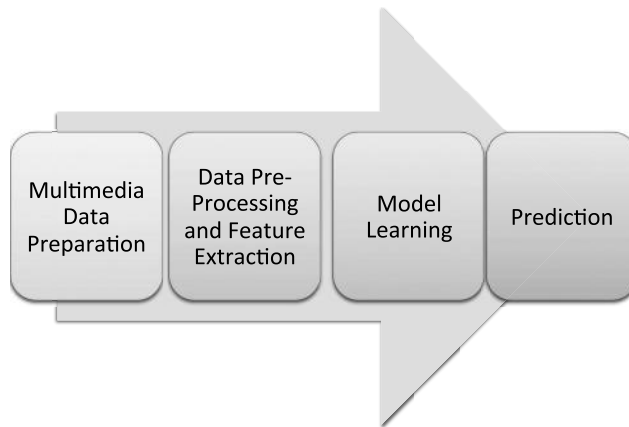 Multimedia
Data
Preparation
Data Pre-
Processing
and Feature
Extraction
Model
Learning
Prediction